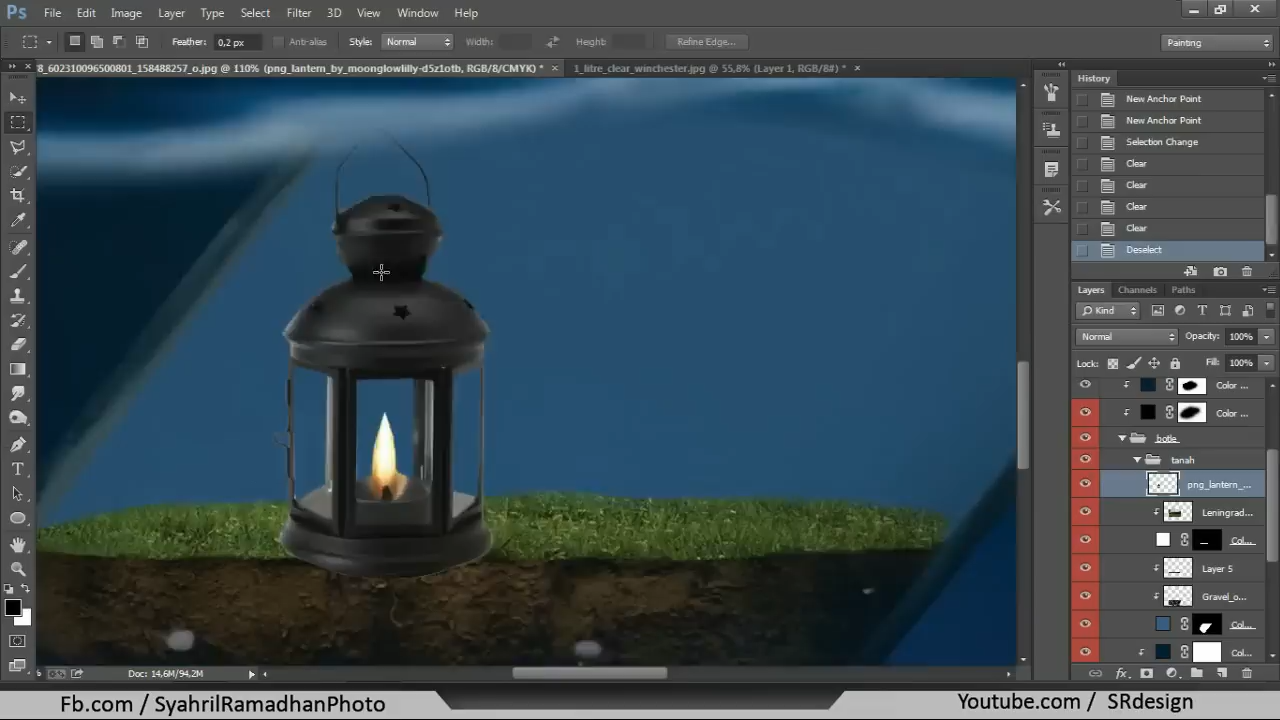 Ps File Edit Image Layer Type Select Filter 3D View Window Help
Feather: 0,2 px Anti-alias Style: Normal Width: Height: Refine Edge... Painting
8_602310096500801_158488257_o.jpg @ 110% (png_lantern_by_moonglowlilly-d5z1otb, RGB/8/CMYK) * × 1_litre_clear_winchester.jpg @ 55,8% (Layer 1, RGB/8#) * ×
History
New Anchor Point
New Anchor Point
Selection Change
Clear
Clear
Clear
Clear
Deselect
Layers Channels Paths
Kind
Normal Opacity: 100%
Lock: Fill: 100%
Color ...
Color ...
botle
tanah
png_lantern_...
Leningrad...
Col...
Layer 5
Gravel_o...
Col...
Col...
Doc: 14,6M/94,2M
Fb.com / SyahrilRamadhanPhoto
Youtube.com / SRdesign